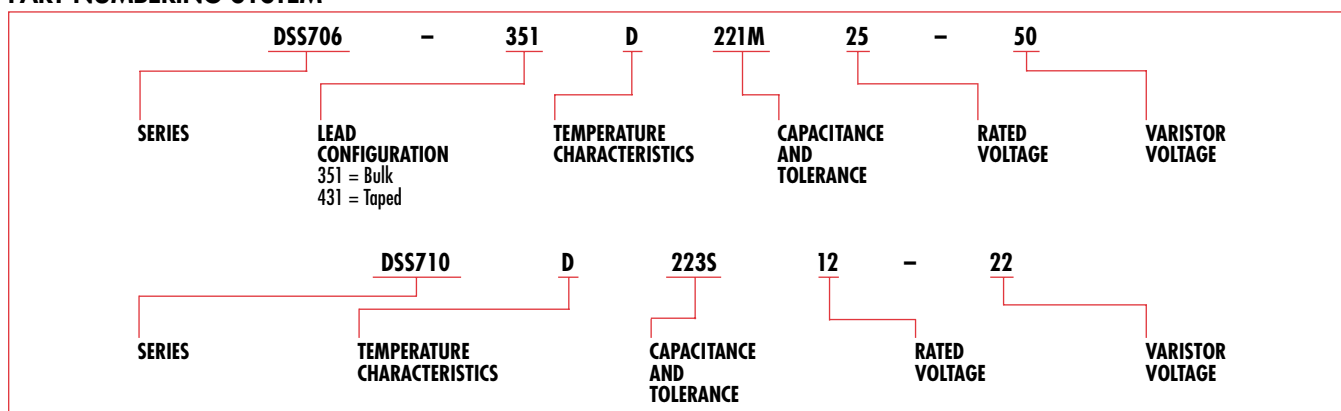 PART NUMBERING SYSTEM
DSS706 – 351 D 221M 25 – 50
SERIES
LEAD
CONFIGURATION
351 = Bulk
431 = Taped
TEMPERATURE
CHARACTERISTICS
CAPACITANCE
AND
TOLERANCE
RATED
VOLTAGE
VARISTOR
VOLTAGE
DSS710 D 223S 12 – 22
SERIES
TEMPERATURE
CHARACTERISTICS
CAPACITANCE
AND
TOLERANCE
RATED
VOLTAGE
VARISTOR
VOLTAGE